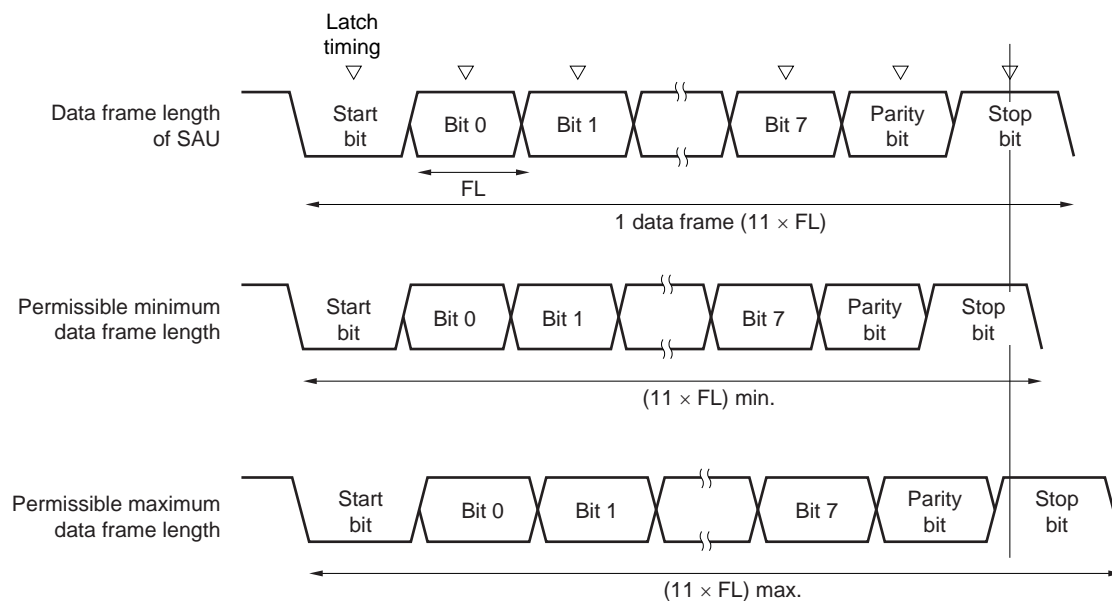 Latch
timing
Data frame length
of SAU
Start
bit
Bit 0
Bit 1
Bit 7
Parity
bit
Stop
bit
FL
1 data frame (11 × FL)
Permissible minimum
data frame length
Start
bit
Bit 0
Bit 1
Bit 7
Parity
bit
Stop
bit
(11 × FL) min.
Permissible maximum
data frame length
Start
bit
Bit 0
Bit 1
Bit 7
Parity
bit
Stop
bit
(11 × FL) max.